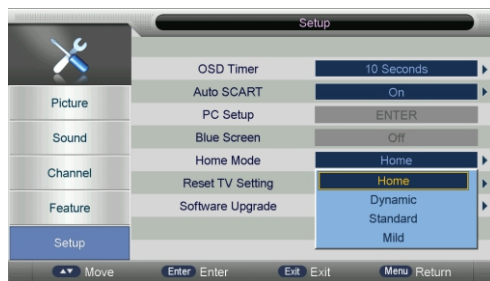 Setup
OSD Timer 10 Seconds
Auto SCART On
PC Setup ENTER
Blue Screen Off
Home Mode Home
Reset TV Setting
Software Upgrade
Home
Dynamic
Standard
Mild
Picture
Sound
Channel
Feature
Setup
Move Enter Enter Exit Exit Menu Return